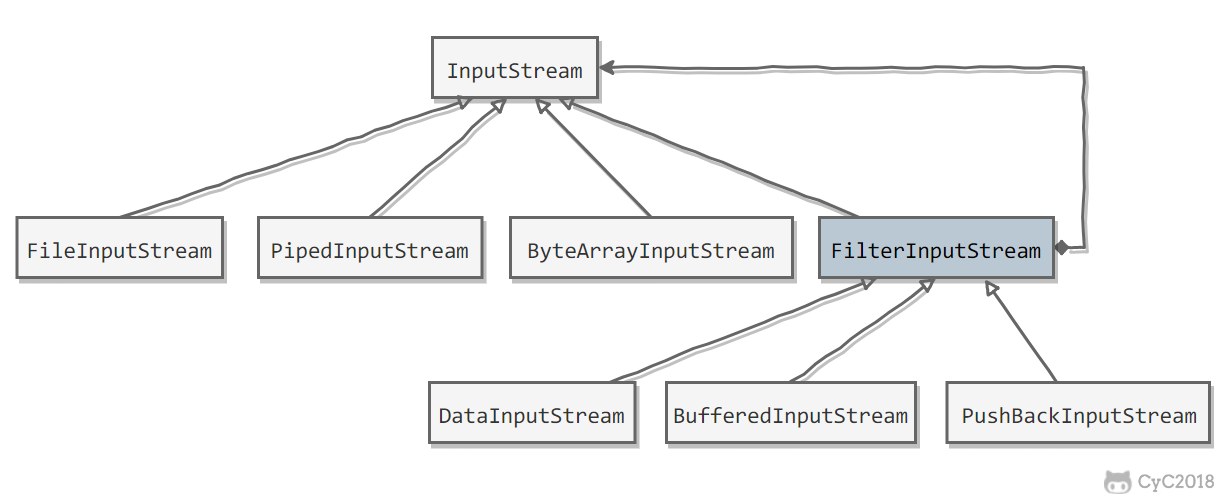 InputStream
FileInputStream
PipedInputStream
ByteArrayInputStream
FilterInputStream
DataInputStream
BufferedInputStream
PushBackInputStream
CyC2018